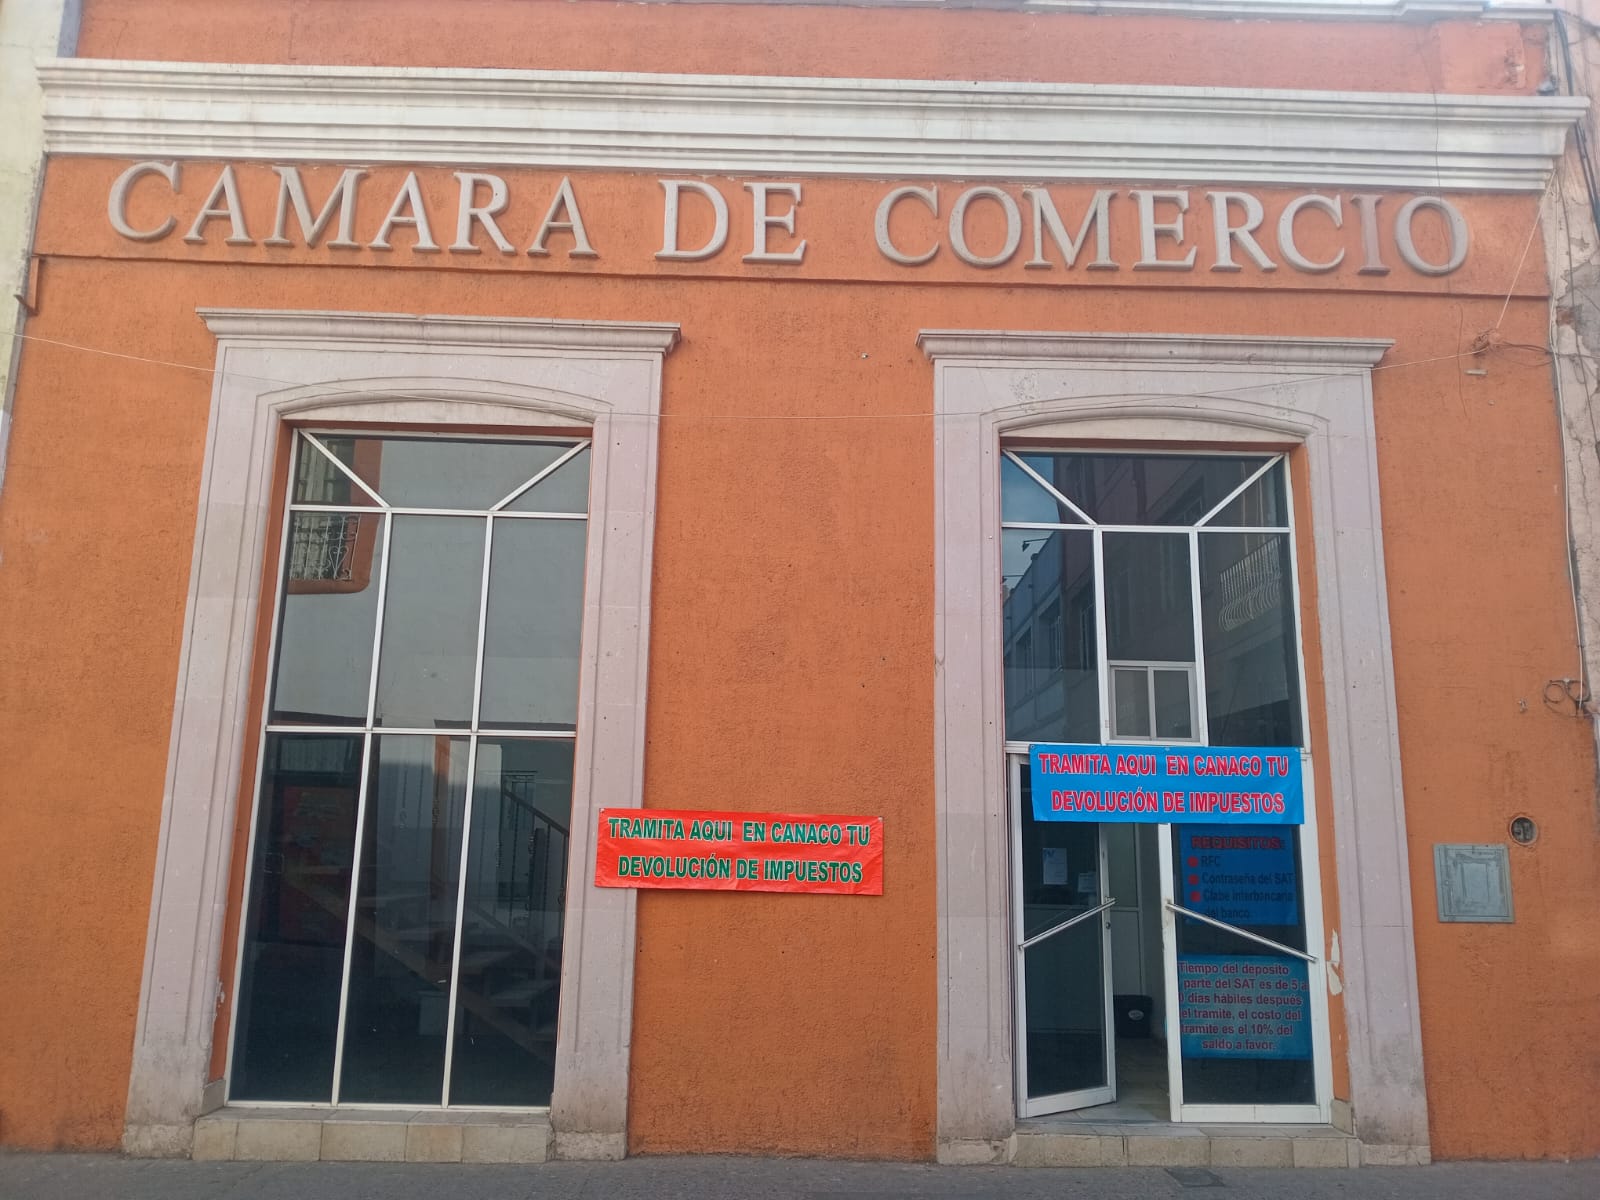 CAMARA DE COMERCIO
TRAMITA AQUI EN CANACO TU
DEVOLUCIÓN DE IMPUESTOS
TRAMITA AQUI EN CANACO TU
DEVOLUCIÓN DE IMPUESTOS
REQUISITOS:
RFC
Contraseña del SAT
Clabe interbancaria
del banco
Tiempo del deposito
parte del SAT es de 5 a
dias hábiles después
el tramite, el costo del
tramite es el 10% del
saldo a favor.